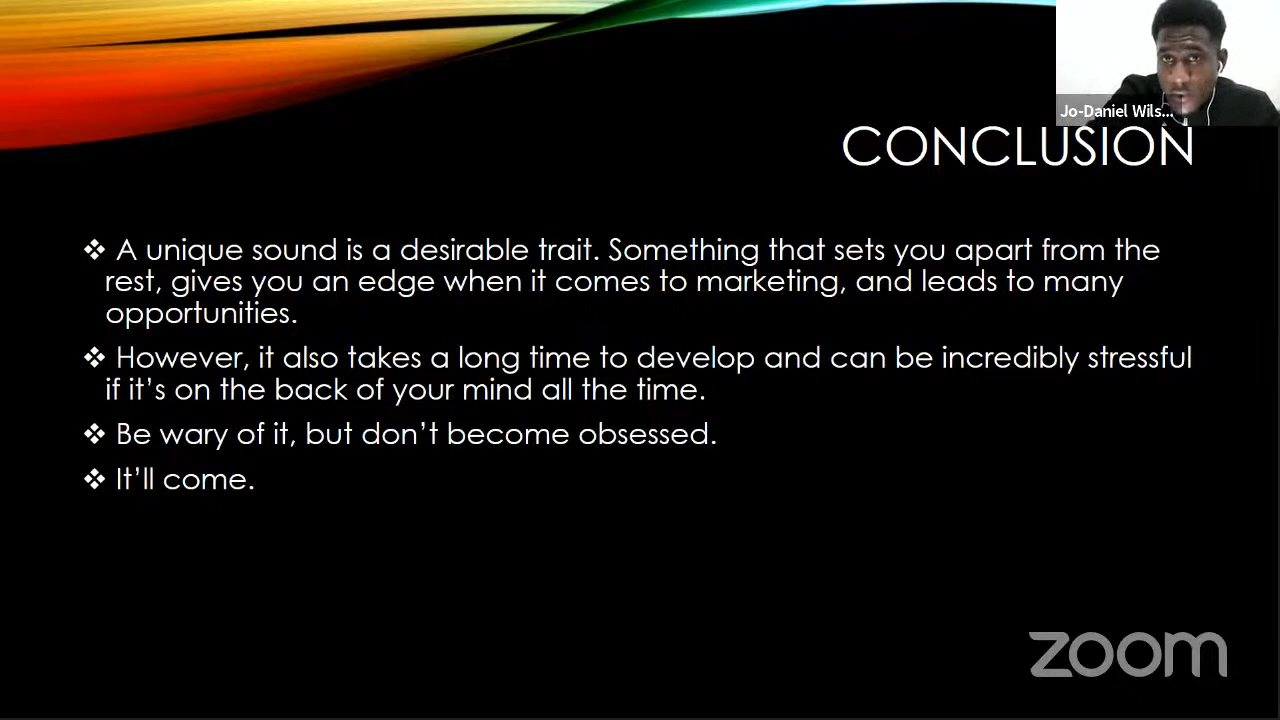 Jo-Daniel Wils...
CONCLUSION
❖ A unique sound is a desirable trait. Something that sets you apart from the
rest, gives you an edge when it comes to marketing, and leads to many
opportunities.
❖ However, it also takes a long time to develop and can be incredibly stressful
if it’s on the back of your mind all the time.
❖ Be wary of it, but don’t become obsessed.
❖ It’ll come.
zoom